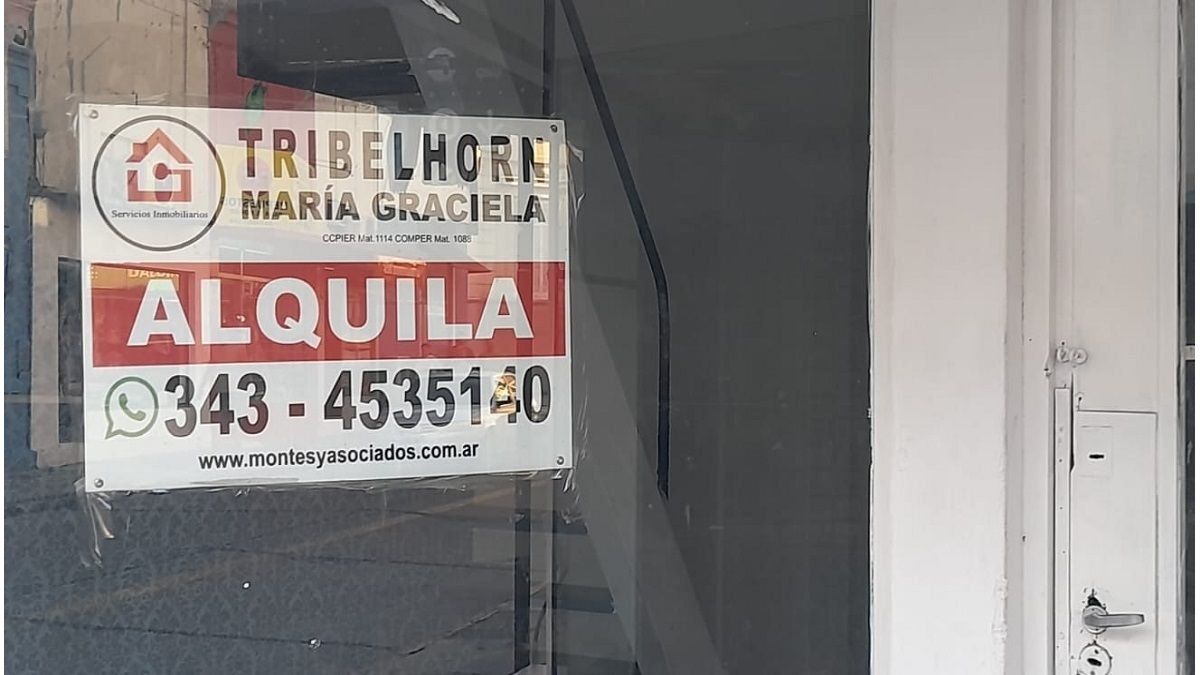 TRIBELHORN
MARÍA GRACIELA
Servicios Inmobiliarios
CCPIER Mat.1114 COMPER Mat. 1088
ALQUILA
343 - 4535140
www.montesyasociados.com.ar